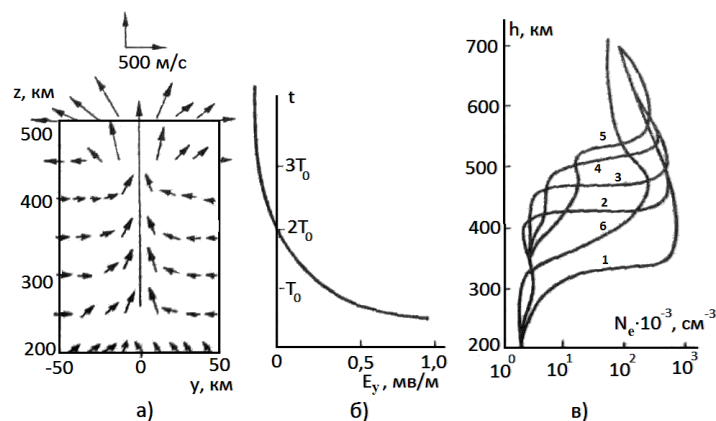 500 м/с
z, км
500
400
300
200
-50
0
50
y, км
а)
t
3T₀
2T₀
-T₀
0
0,5
1,0
E_y, мв/м
б)
h, км
700
600
500
400
300
200
5
4
3
2
6
1
N_e·10⁻³, см⁻³
10⁰
10¹
10²
10³
в)